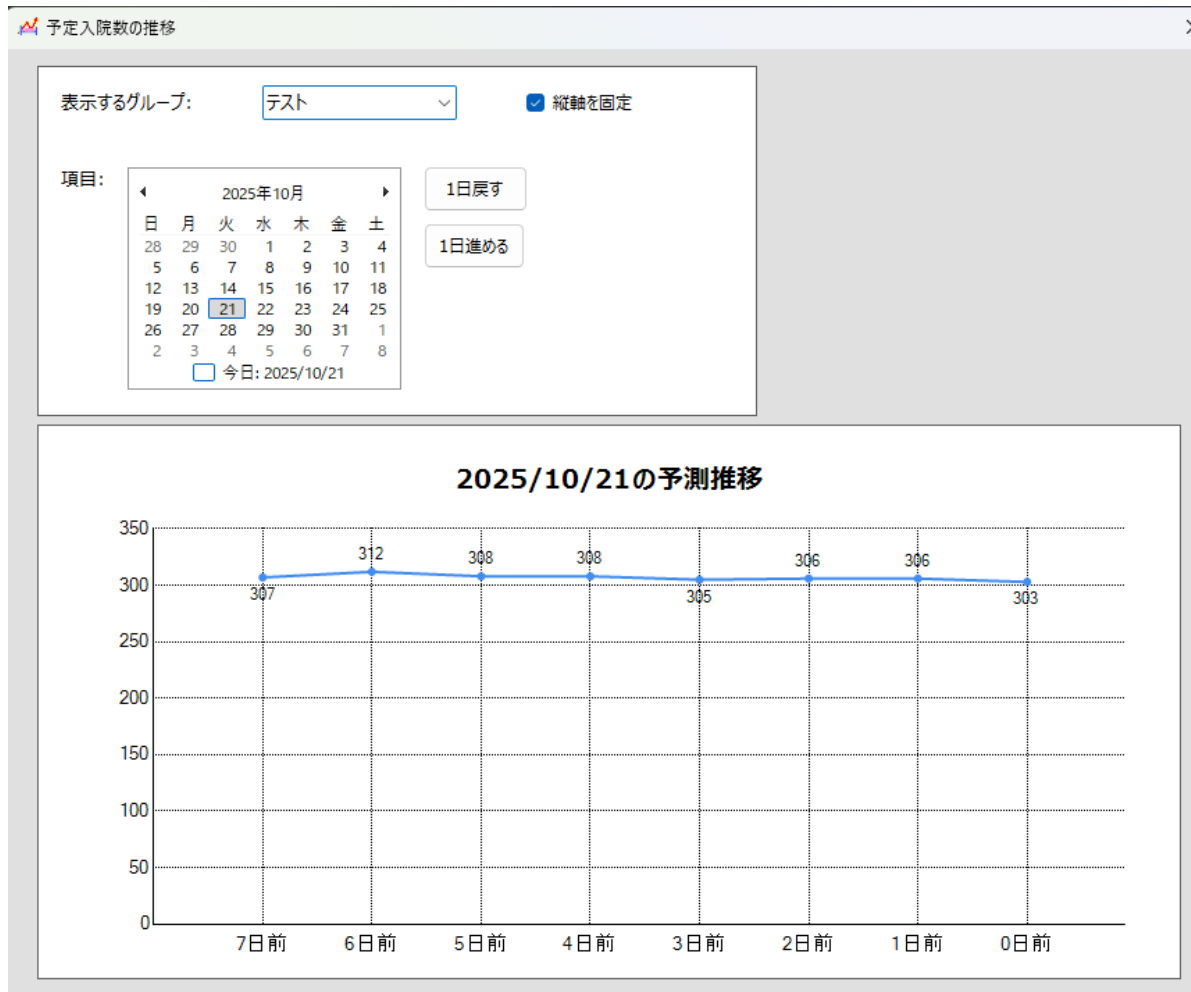 予定入院数の推移
表示するグループ: テスト 縦軸を固定
項目:
2025年10月
日 月 火 水 木 金 土
28 29 30 1 2 3 4
5 6 7 8 9 10 11
12 13 14 15 16 17 18
19 20 21 22 23 24 25
26 27 28 29 30 31 1
2 3 4 5 6 7 8
今日: 2025/10/21
1日戻す
1日進める
2025/10/21の予測推移
350
300
250
200
150
100
50
0
307 312 308 308 305 306 306 303
7日前 6日前 5日前 4日前 3日前 2日前 1日前 0日前